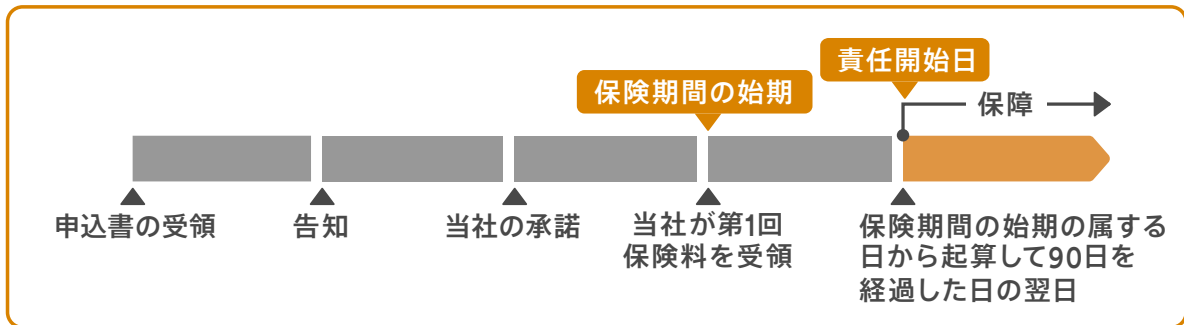 責任開始日
保険期間の始期
保障
申込書の受領
告知
当社の承諾
当社が第1回
保険料を受領
保険期間の始期の属する
日から起算して90日を
経過した日の翌日